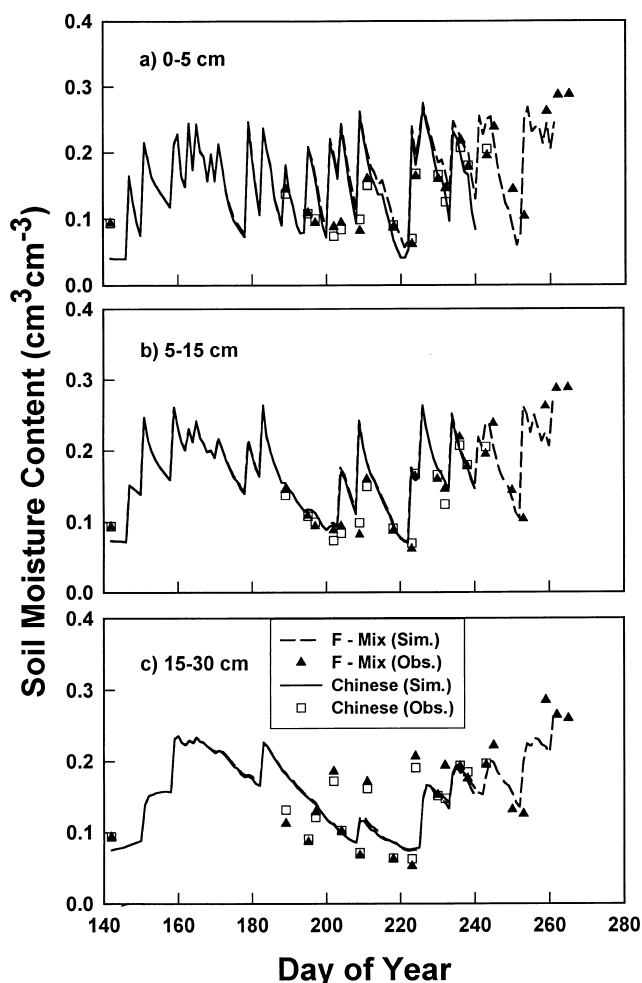 Soil Moisture Content (cm³cm⁻³)
0.4
a) 0-5 cm
0.3
0.2
0.1
0.0
0.4
b) 5-15 cm
0.3
0.2
0.1
0.0
0.4
F - Mix (Sim.)
F - Mix (Obs.)
Chinese (Sim.)
Chinese (Obs.)
c) 15-30 cm
0.3
0.2
0.1
0.0
140 160 180 200 220 240 260 280
Day of Year